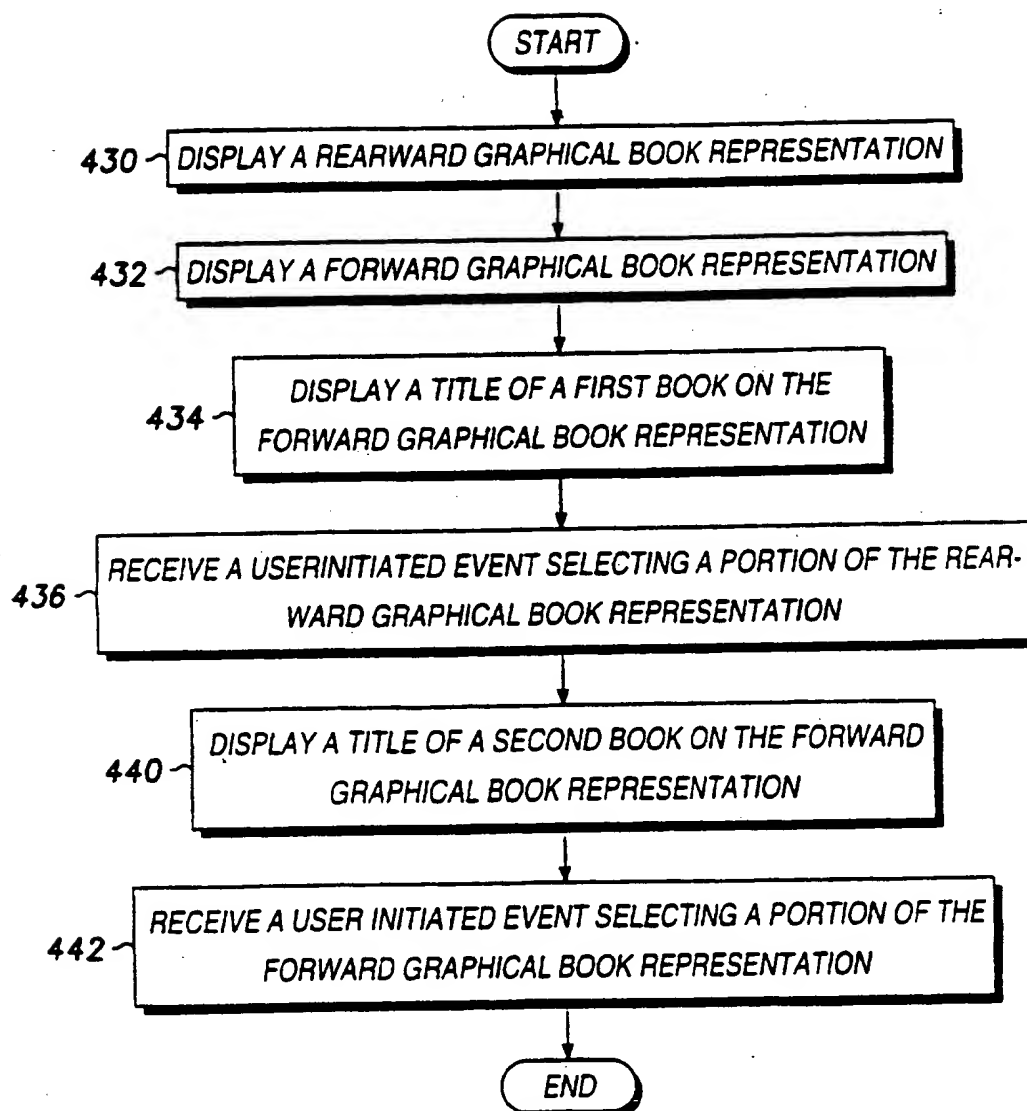 START
430 DISPLAY A REARWARD GRAPHICAL BOOK REPRESENTATION
432 DISPLAY A FORWARD GRAPHICAL BOOK REPRESENTATION
DISPLAY A TITLE OF A FIRST BOOK ON THE
434 FORWARD GRAPHICAL BOOK REPRESENTATION
RECEIVE A USERINITIATED EVENT SELECTING A PORTION OF THE REAR-
436 WARD GRAPHICAL BOOK REPRESENTATION
DISPLAY A TITLE OF A SECOND BOOK ON THE FORWARD
440 GRAPHICAL BOOK REPRESENTATION
RECEIVE A USER INITIATED EVENT SELECTING A PORTION OF THE
442 FORWARD GRAPHICAL BOOK REPRESENTATION
END